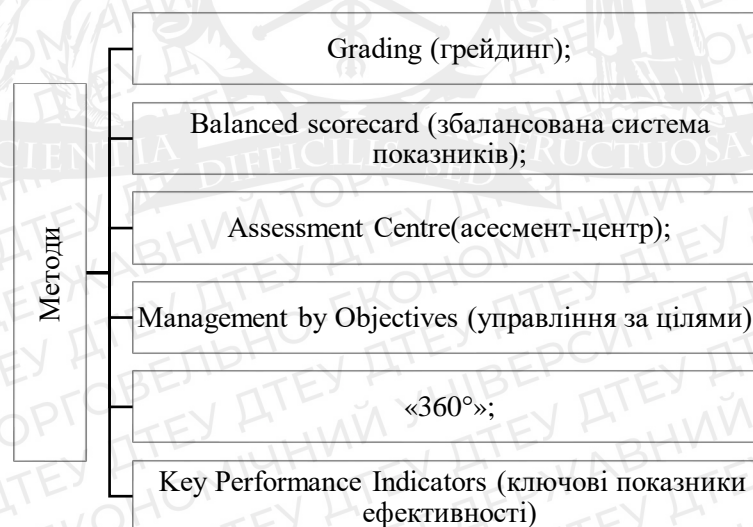 Методи
Grading (грейдинг);
Balanced scorecard (збалансована система
показників);
Assessment Centre(асесмент-центр);
Management by Objectives (управління за цілями)
«360°»;
Key Performance Indicators (ключові показники
ефективності)